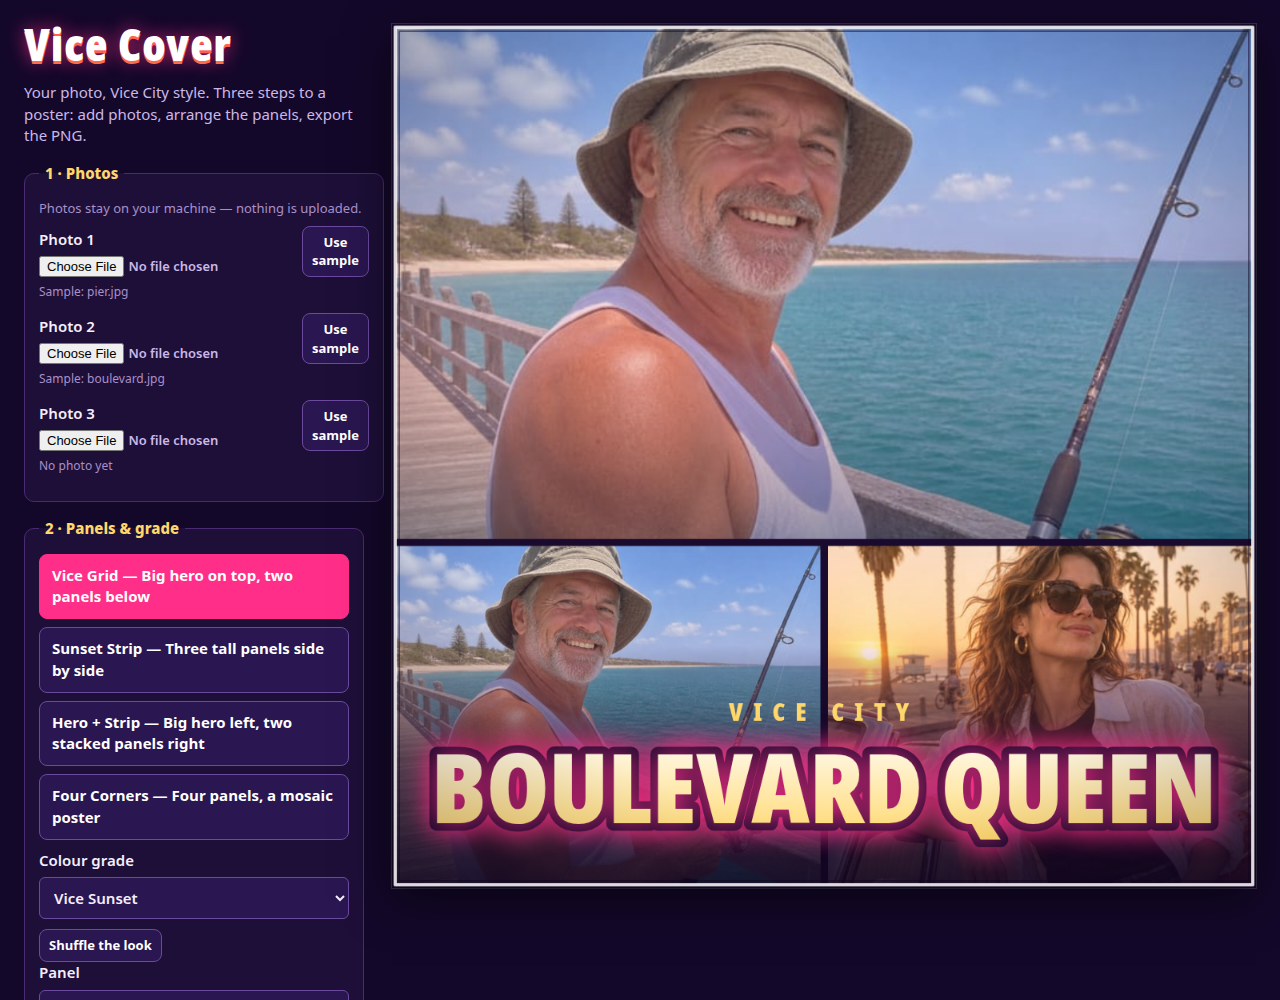 Vice Cover
Your photo, Vice City style. Three steps to a
poster: add photos, arrange the panels, export
the PNG.
1 · Photos
Photos stay on your machine — nothing is uploaded.
Photo 1
Choose File No file chosen
Use
sample
Sample: pier.jpg
Photo 2
Choose File No file chosen
Use
sample
Sample: boulevard.jpg
Photo 3
Choose File No file chosen
Use
sample
No photo yet
2 · Panels & grade
Vice Grid — Big hero on top, two
panels below
Sunset Strip — Three tall panels side
by side
Hero + Strip — Big hero left, two
stacked panels right
Four Corners — Four panels, a mosaic
poster
Colour grade
Vice Sunset
Shuffle the look
Panel
VICE CITY
BOULEVARD QUEEN